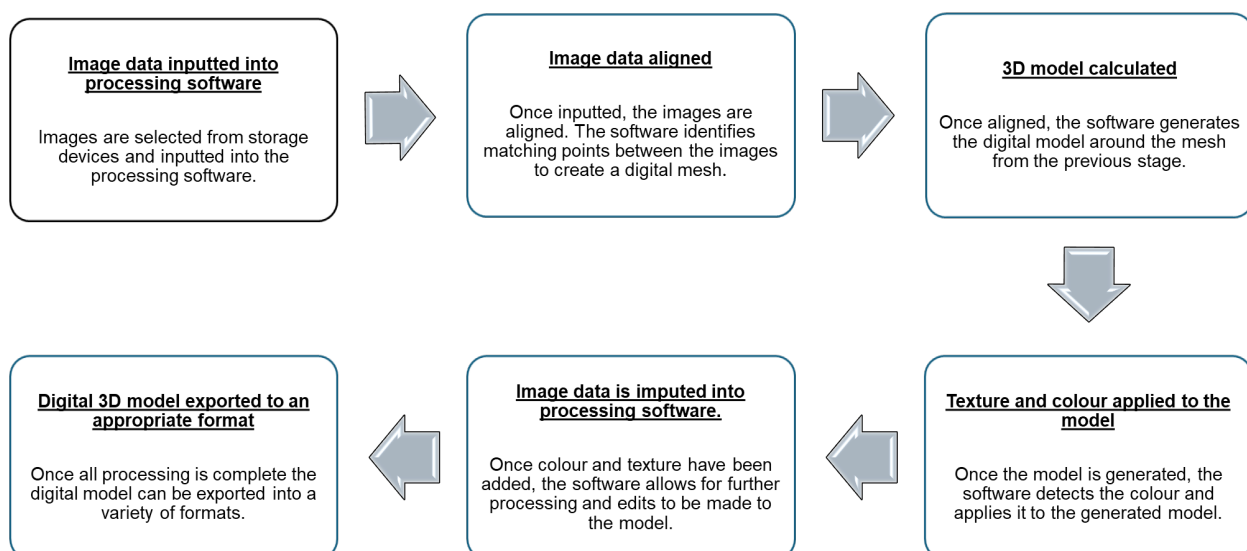 Image data inputted into
processing software
Images are selected from storage
devices and inputted into the
processing software.
Image data aligned
Once inputted, the images are
aligned. The software identifies
matching points between the images
to create a digital mesh.
3D model calculated
Once aligned, the software generates
the digital model around the mesh
from the previous stage.
Texture and colour applied to the
model
Once the model is generated, the
software detects the colour and
applies it to the generated model.
Image data is imputed into
processing software.
Once colour and texture have been
added, the software allows for further
processing and edits to be made to
the model.
Digital 3D model exported to an
appropriate format
Once all processing is complete the
digital model can be exported into a
variety of formats.